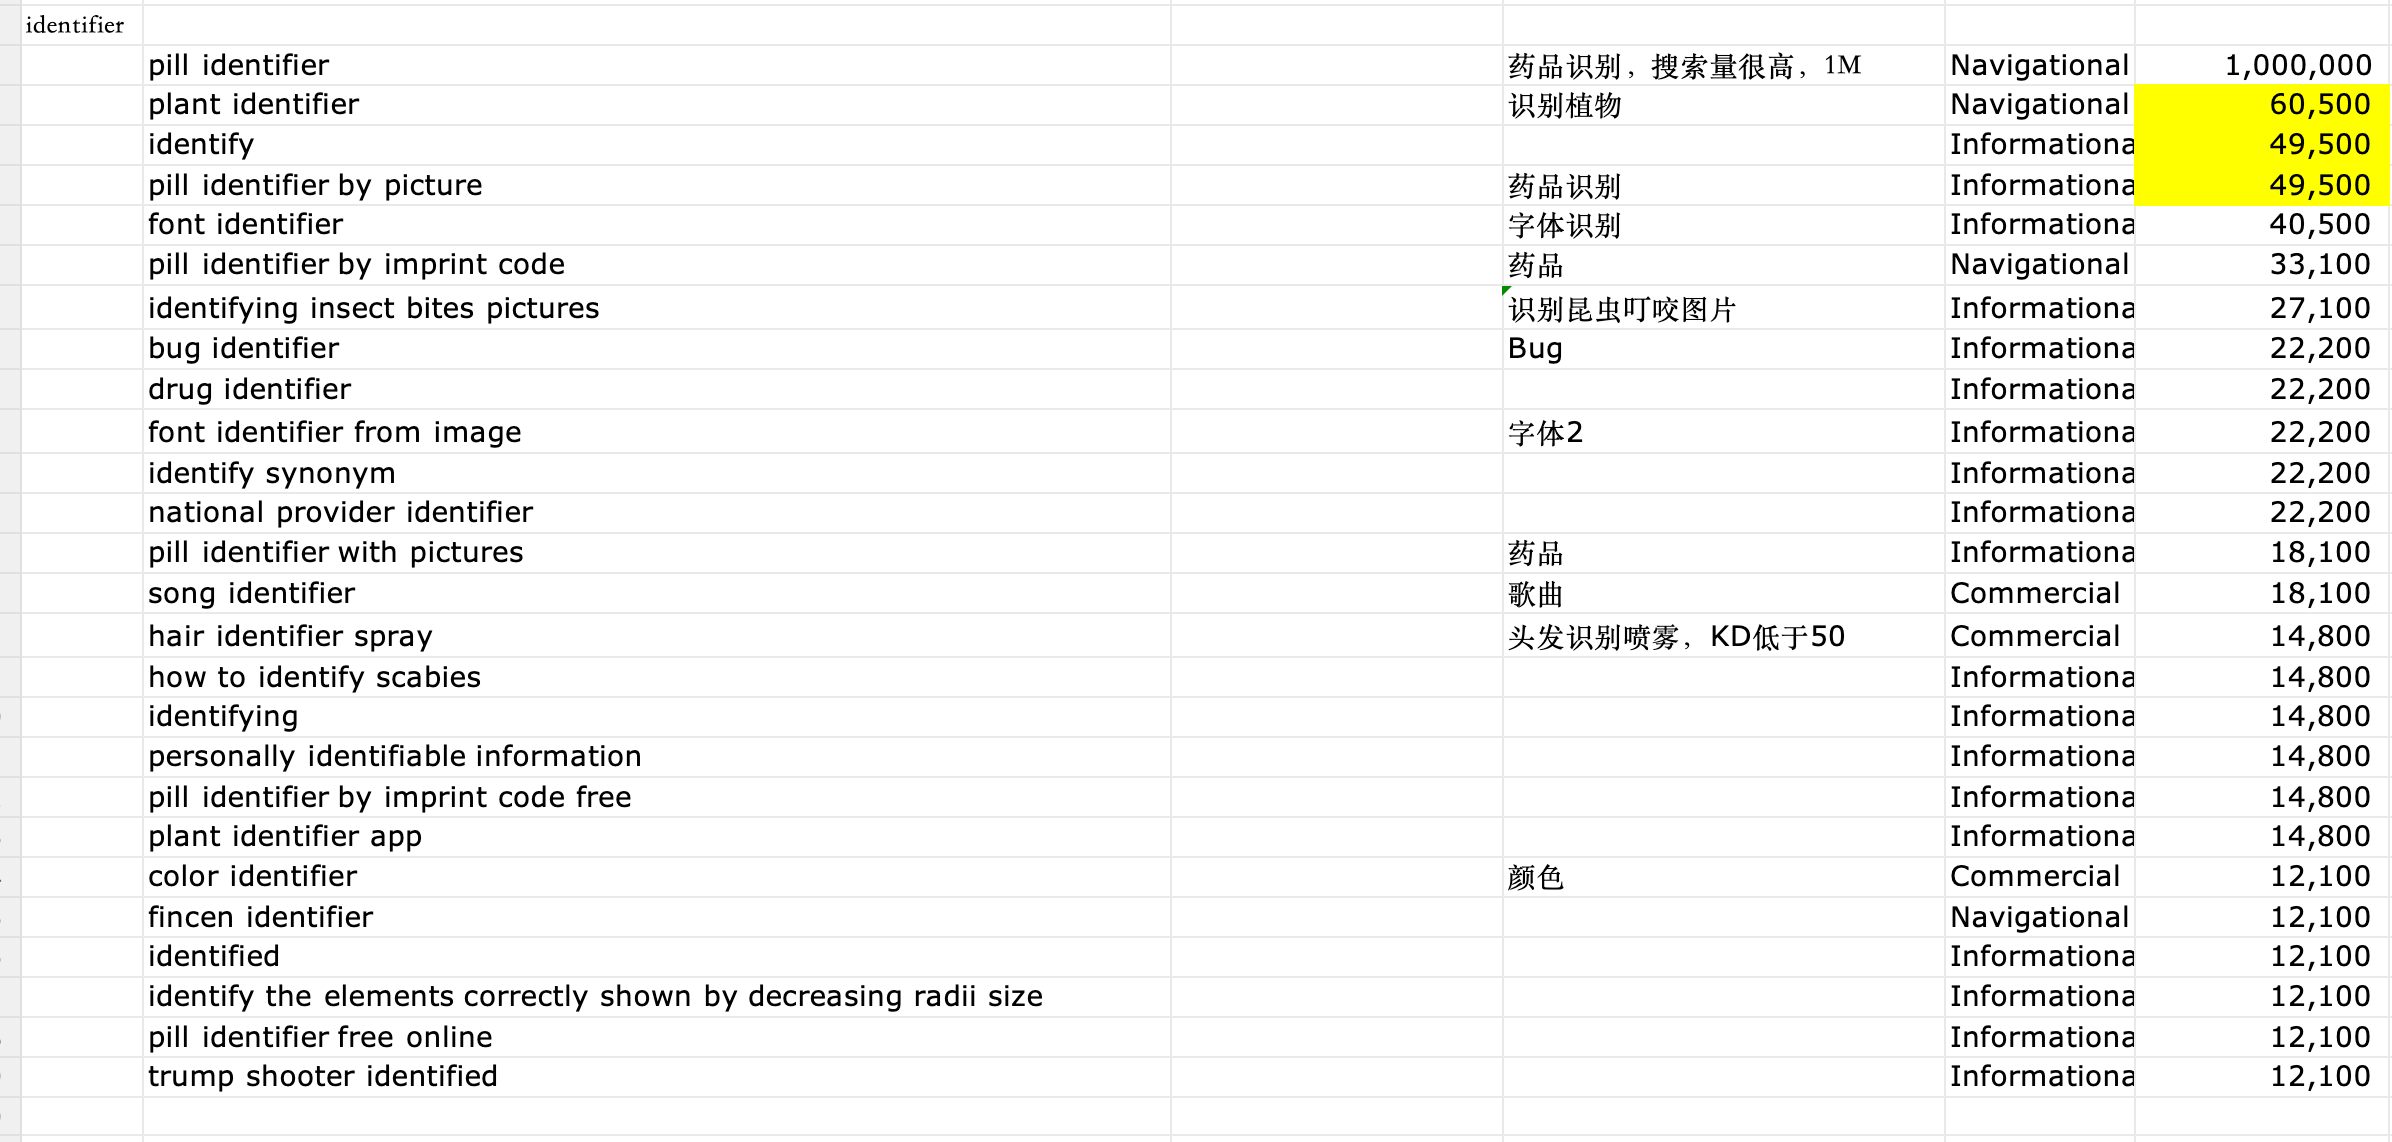 identifier
pill identifier 药品识别，搜索量很高，1M Navigational 1,000,000
plant identifier 识别植物 Navigational 60,500
identify Informationa 49,500
pill identifier by picture 药品识别 Informationa 49,500
font identifier 字体识别 Informationa 40,500
pill identifier by imprint code 药品 Navigational 33,100
identifying insect bites pictures 识别昆虫叮咬图片 Informationa 27,100
bug identifier Bug Informationa 22,200
drug identifier Informationa 22,200
font identifier from image 字体2 Informationa 22,200
identify synonym Informationa 22,200
national provider identifier Informationa 22,200
pill identifier with pictures 药品 Informationa 18,100
song identifier 歌曲 Commercial 18,100
hair identifier spray 头发识别喷雾，KD低于50 Commercial 14,800
how to identify scabies Informationa 14,800
identifying Informationa 14,800
personally identifiable information Informationa 14,800
pill identifier by imprint code free Informationa 14,800
plant identifier app Informationa 14,800
color identifier 颜色 Commercial 12,100
fincen identifier Navigational 12,100
identified Informationa 12,100
identify the elements correctly shown by decreasing radii size Informationa 12,100
pill identifier free online Informationa 12,100
trump shooter identified Informationa 12,100